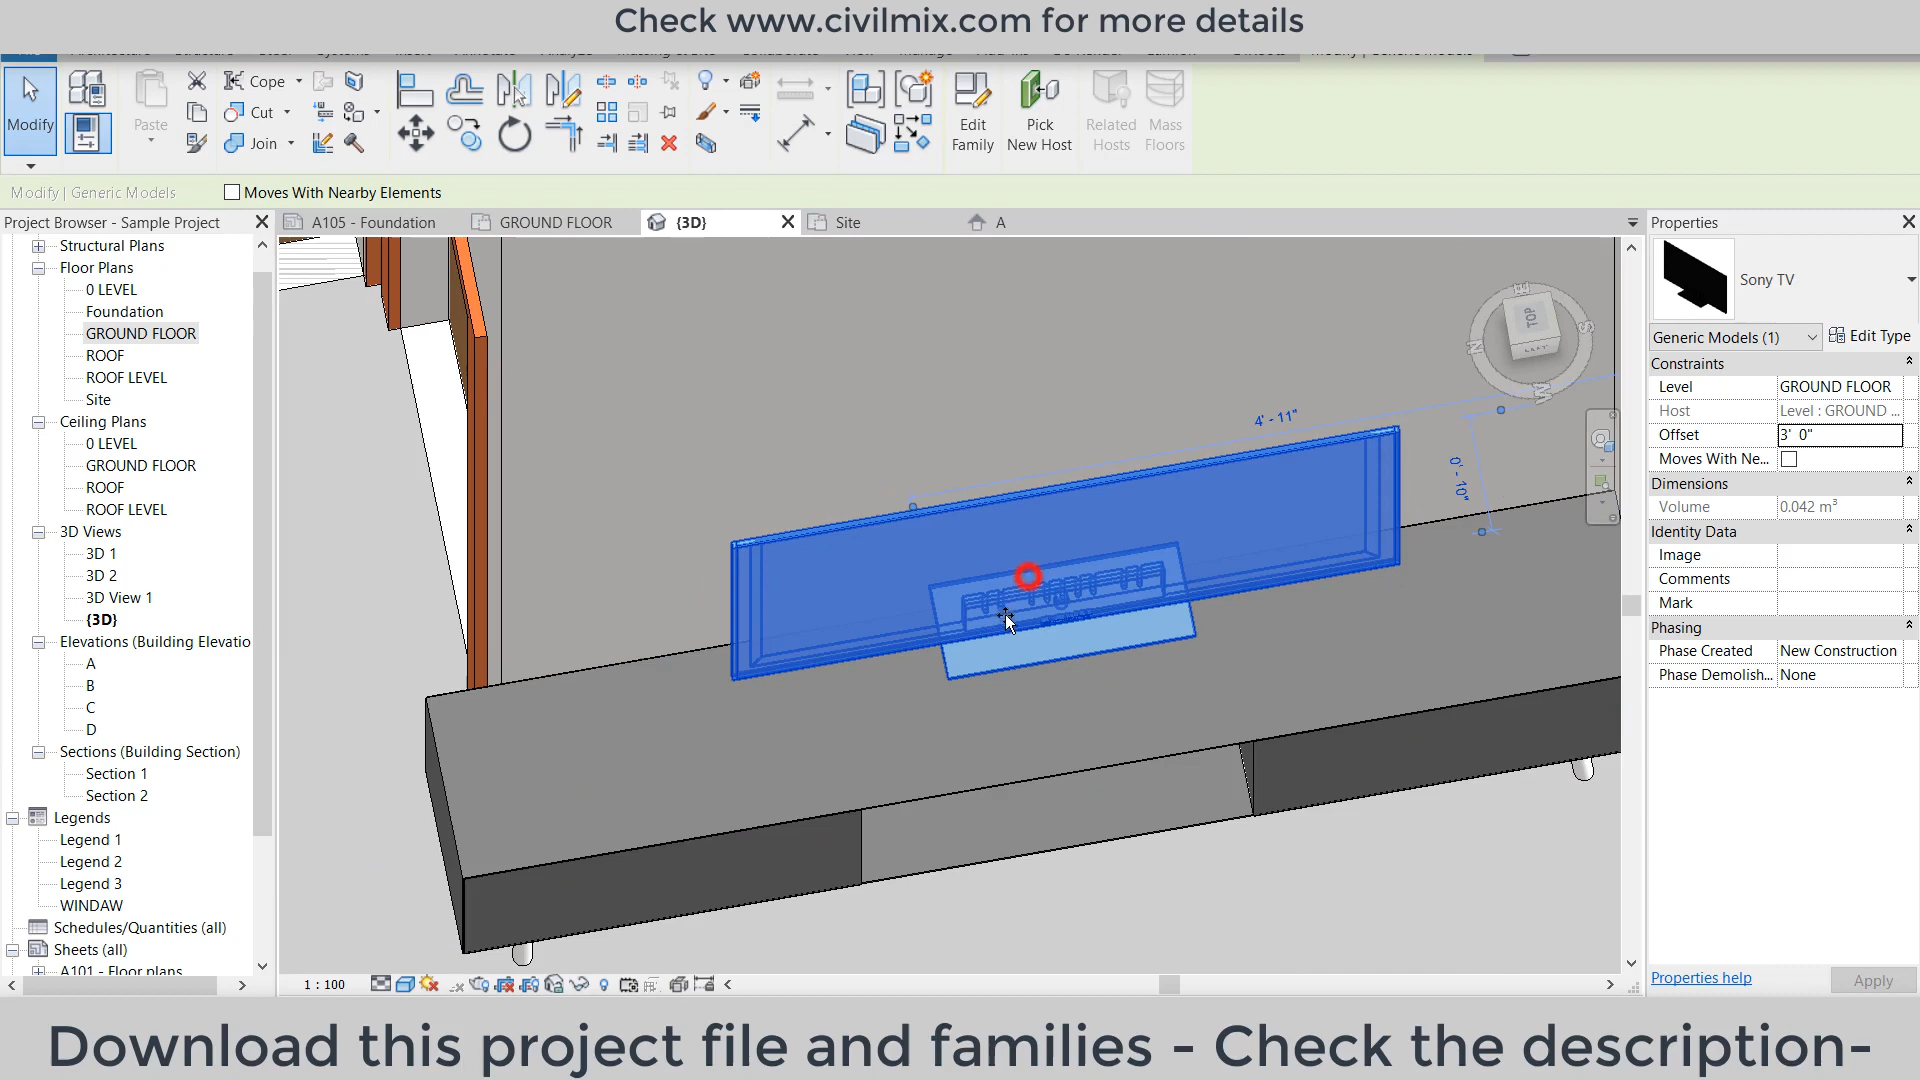 Check www.civilmix.com for more details
Modify
Paste
Cope
Cut
Join
Edit Family
Pick New Host
Related Hosts
Mass Floors
Modify | Generic Models
Moves With Nearby Elements
Project Browser - Sample Project
A105 - Foundation
GROUND FLOOR
{3D}
Site
A
Properties
Structural Plans
Floor Plans
0 LEVEL
Foundation
GROUND FLOOR
ROOF
ROOF LEVEL
Site
Ceiling Plans
0 LEVEL
GROUND FLOOR
ROOF
ROOF LEVEL
3D Views
3D 1
3D 2
3D View 1
{3D}
Elevations (Building Elevatio
A
B
C
D
Sections (Building Section)
Section 1
Section 2
Legends
Legend 1
Legend 2
Legend 3
WINDAW
Schedules/Quantities (all)
Sheets (all)
A101 - Floor plans
TOP
LEFT
N
E
S
W
4' - 11"
0' - 10"
1 : 100
Sony TV
Generic Models (1)
Edit Type
Constraints
Level GROUND FLOOR
Host Level : GROUND ...
Offset 3' 0"
Moves With Ne...
Dimensions
Volume 0.042 m³
Identity Data
Image
Comments
Mark
Phasing
Phase Created New Construction
Phase Demolish... None
Properties help
Apply
Download this project file and families - Check the description-